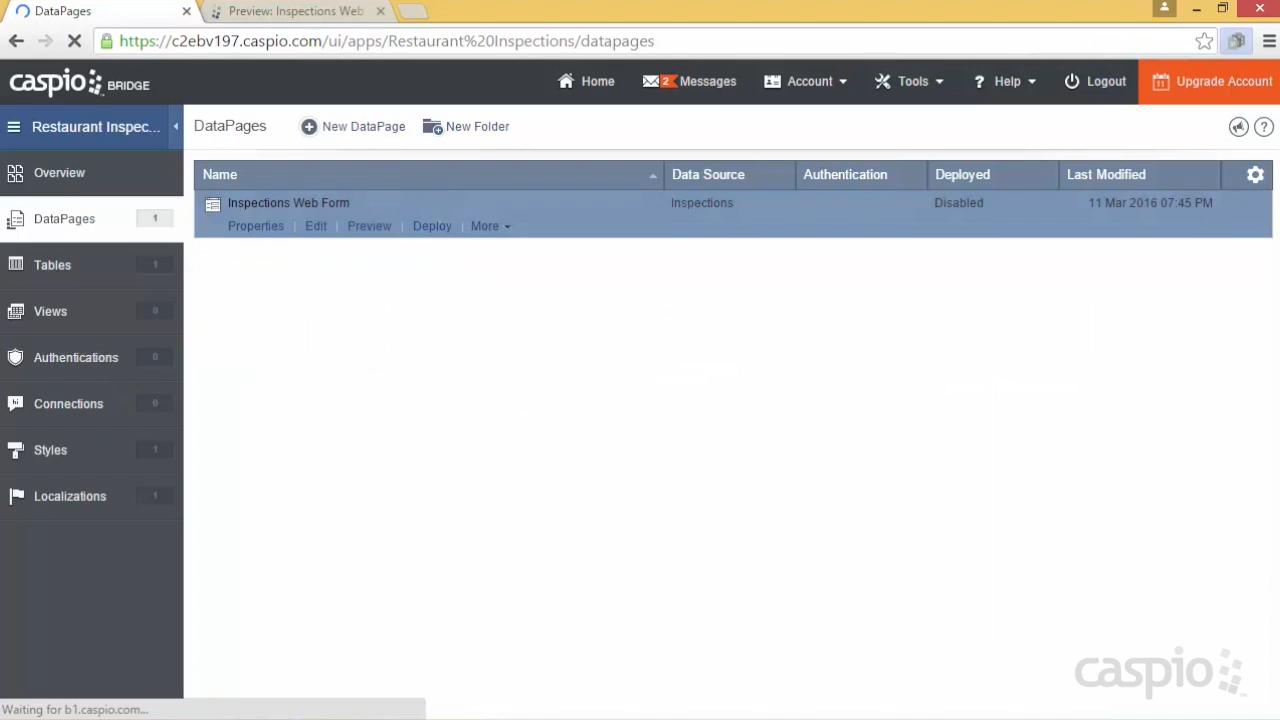 DataPages
Preview: Inspections Web
https://c2ebv197.caspio.com/ui/apps/Restaurant%20Inspections/datapages
caspio BRIDGE
Home
2 Messages
Account
Tools
? Help
Logout
11 Upgrade Account
Restaurant Inspec...
DataPages
New DataPage
New Folder
?
Overview
DataPages 1
Tables 1
Views 0
Authentications 0
Connections 0
Styles 1
Localizations 1
Name Data Source Authentication Deployed Last Modified
Inspections Web Form Inspections Disabled 11 Mar 2016 07:45 PM
Properties | Edit | Preview | Deploy | More
caspio
Waiting for b1.caspio.com...